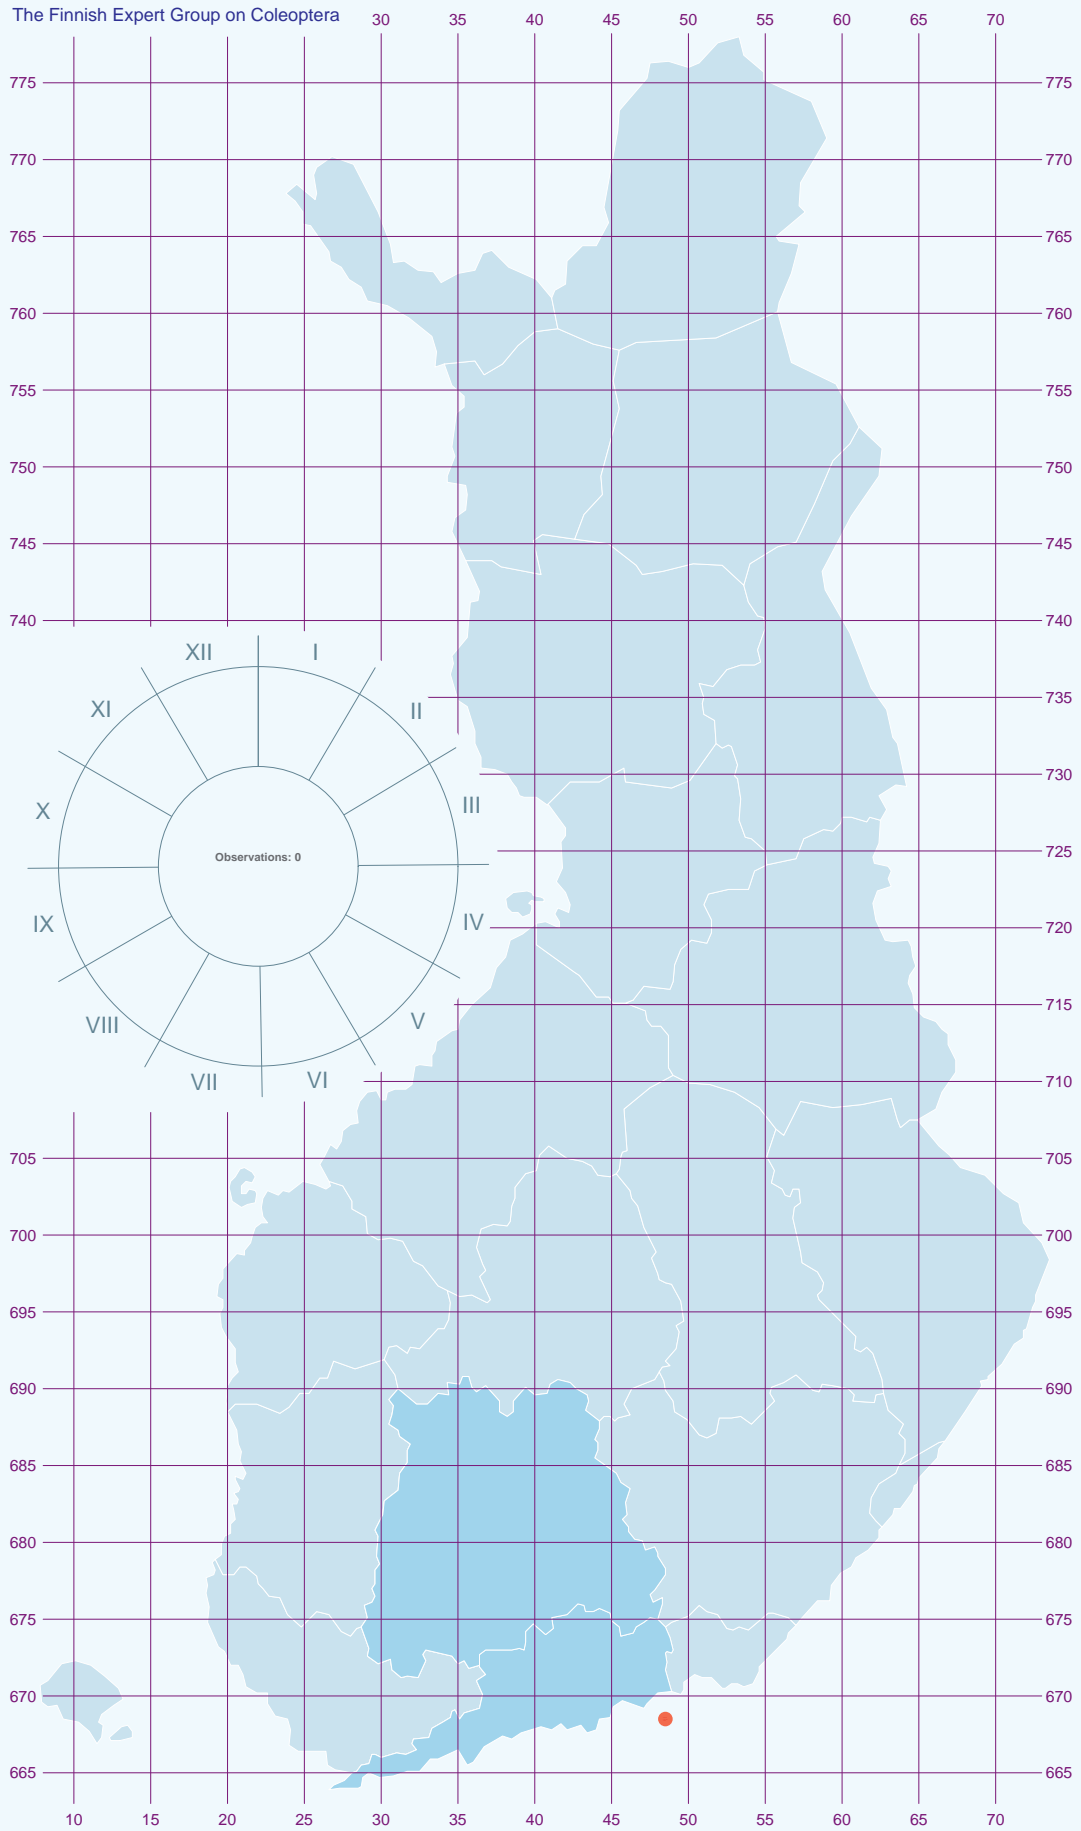 The Finnish Expert Group on Coleoptera
30 35 40 45 50 55 60 65 70
775 775
770 770
765 765
760 760
755 755
750 750
745 745
740 740
XII I
XI II
735
730
X III
725
Observations: 0
IX IV
720
715
VIII V
VII VI
710
705 705
700 700
695 695
690 690
685 685
680 680
675 675
670 670
665 665
10 15 20 25 30 35 40 45 50 55 60 65 70